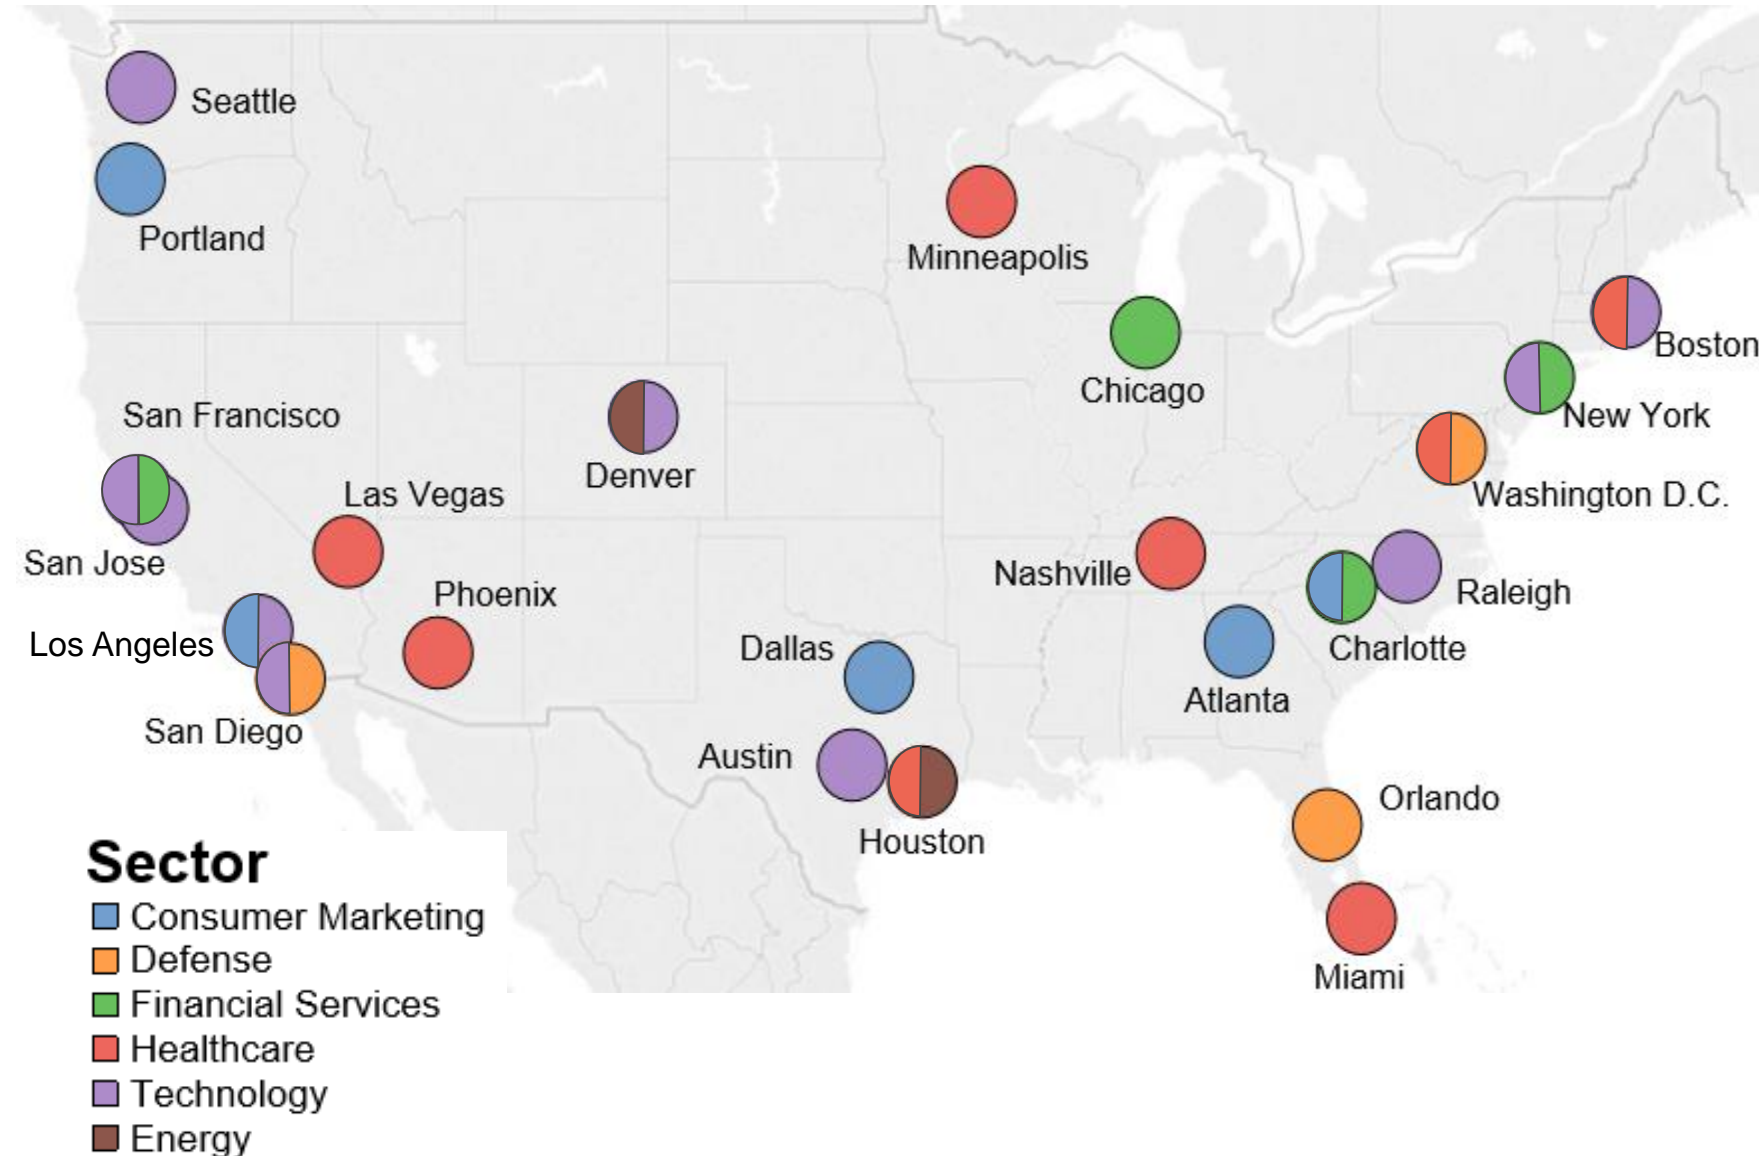 Seattle
Portland
Minneapolis
Boston
Chicago
San Francisco
New York
Denver
Las Vegas
Washington D.C.
San Jose
Nashville
Phoenix
Raleigh
Los Angeles
Dallas
Charlotte
Atlanta
San Diego
Austin
Orlando
Houston
Miami
Sector
Consumer Marketing
Defense
Financial Services
Healthcare
Technology
Energy